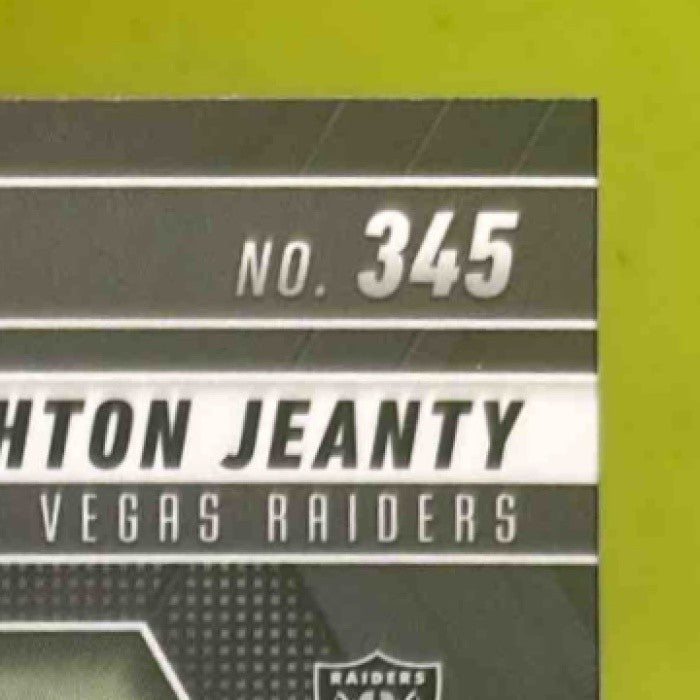 NO. 345
HTON JEANTY
VEGAS RAIDERS
RAIDERS